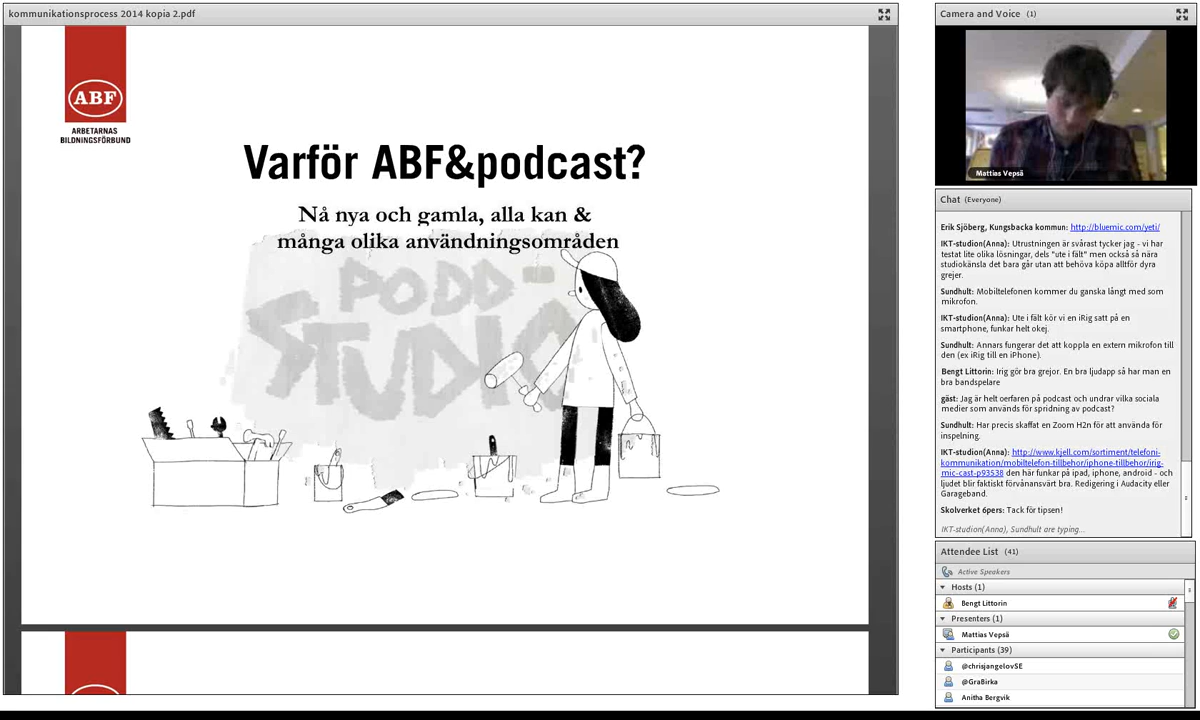 kommunikationsprocess 2014 kopia 2.pdf
ABF
ARBETARNAS
BILDNINGSFÖRBUND
Varför ABF&podcast?
Nå nya och gamla, alla kan &
många olika användningsområden
PODD-
STUDIO
Camera and Voice (1)
Mattias Vepsä
Chat (Everyone)
Erik Sjöberg, Kungsbacka kommun: http://bluemic.com/yeti/
IKT-studion(Anna): Utrustningen är svårast tycker jag - vi har
testat lite olika lösningar, dels "ute i fält" men också så nära
studiokänsla det bara går utan att behöva köpa alltför dyra
grejer.
Sundhult: Mobiltelefonen kommer du ganska långt med som
mikrofon.
IKT-studion(Anna): Ute i fält kör vi en iRig satt på en
smartphone, funkar helt okej.
Sundhult: Annars fungerar det att koppla en extern mikrofon till
den (ex iRig till en iPhone).
Bengt Littorin: Irig gör bra grejor. En bra ljudapp så har man en
bra bandspelare
gäst: Jag är helt oerfaren på podcast och undrar vilka sociala
medier som används för spridning av podcast?
Sundhult: Har precis skaffat en Zoom H2n för att använda för
inspelning.
IKT-studion(Anna): http://www.kjell.com/sortiment/telefoni-
kommunikation/mobiltelefon-tillbehor/iphone-tillbehor/irig-
mic-cast-p93538 den här funkar på ipad, iphone, android - och
ljudet blir faktiskt förvånansvärt bra. Redigering i Audacity eller
Garageband.
Skolverket 6pers: Tack för tipsen!
IKT-studion(Anna), Sundhult are typing...
Attendee List (41)
Active Speakers
Hosts (1)
Bengt Littorin
Presenters (1)
Mattias Vepsä
Participants (39)
@chrisjangelovSE
@GraBirka
Anitha Bergvik